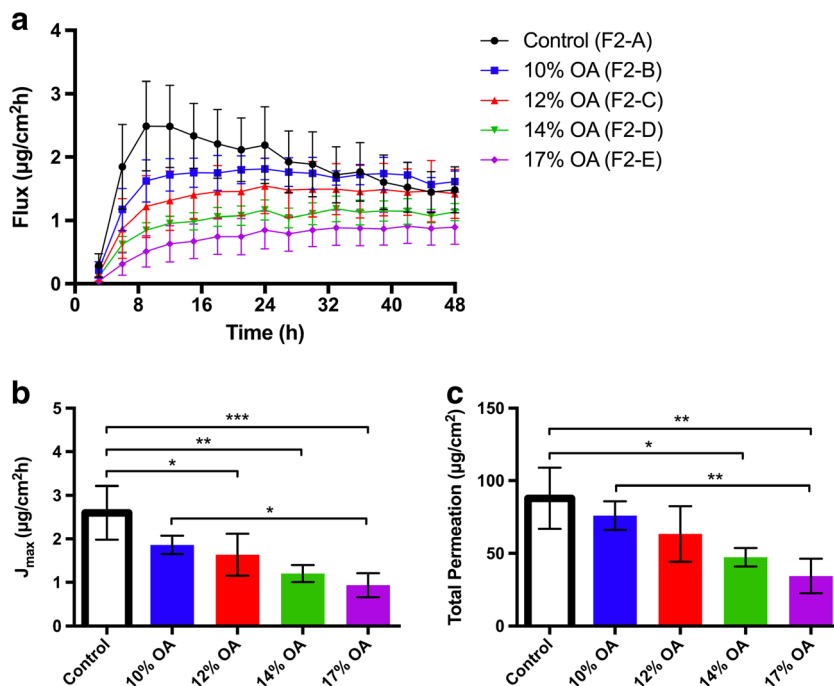 a
Flux (µg/cm²h)
4
3
2
1
0
0 8 16 24 32 40 48
Time (h)
Control (F2-A)
10% OA (F2-B)
12% OA (F2-C)
14% OA (F2-D)
17% OA (F2-E)
b
Jmax (µg/cm²h)
5
4
3
2
1
0
***
**
*
*
Control 10% OA 12% OA 14% OA 17% OA
c
Total Permeation (µg/cm²)
150
100
50
0
**
*
**
Control 10% OA 12% OA 14% OA 17% OA